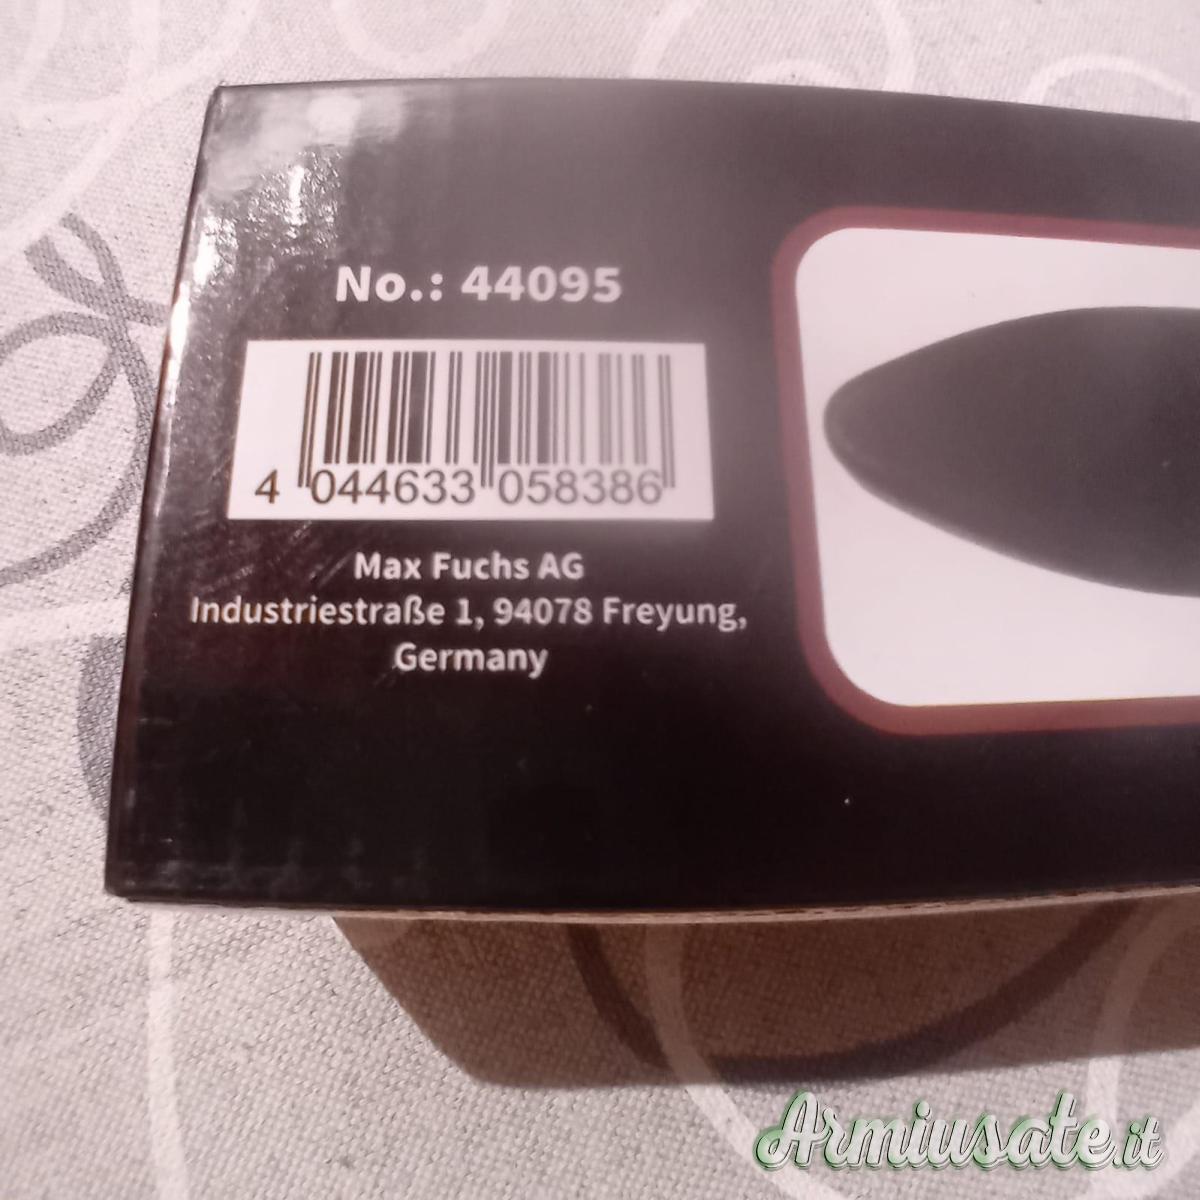 No.: 44095
4 044633 058386
Max Fuchs AG
Industriestraße 1, 94078 Freyung,
Germany
Armiusate.it